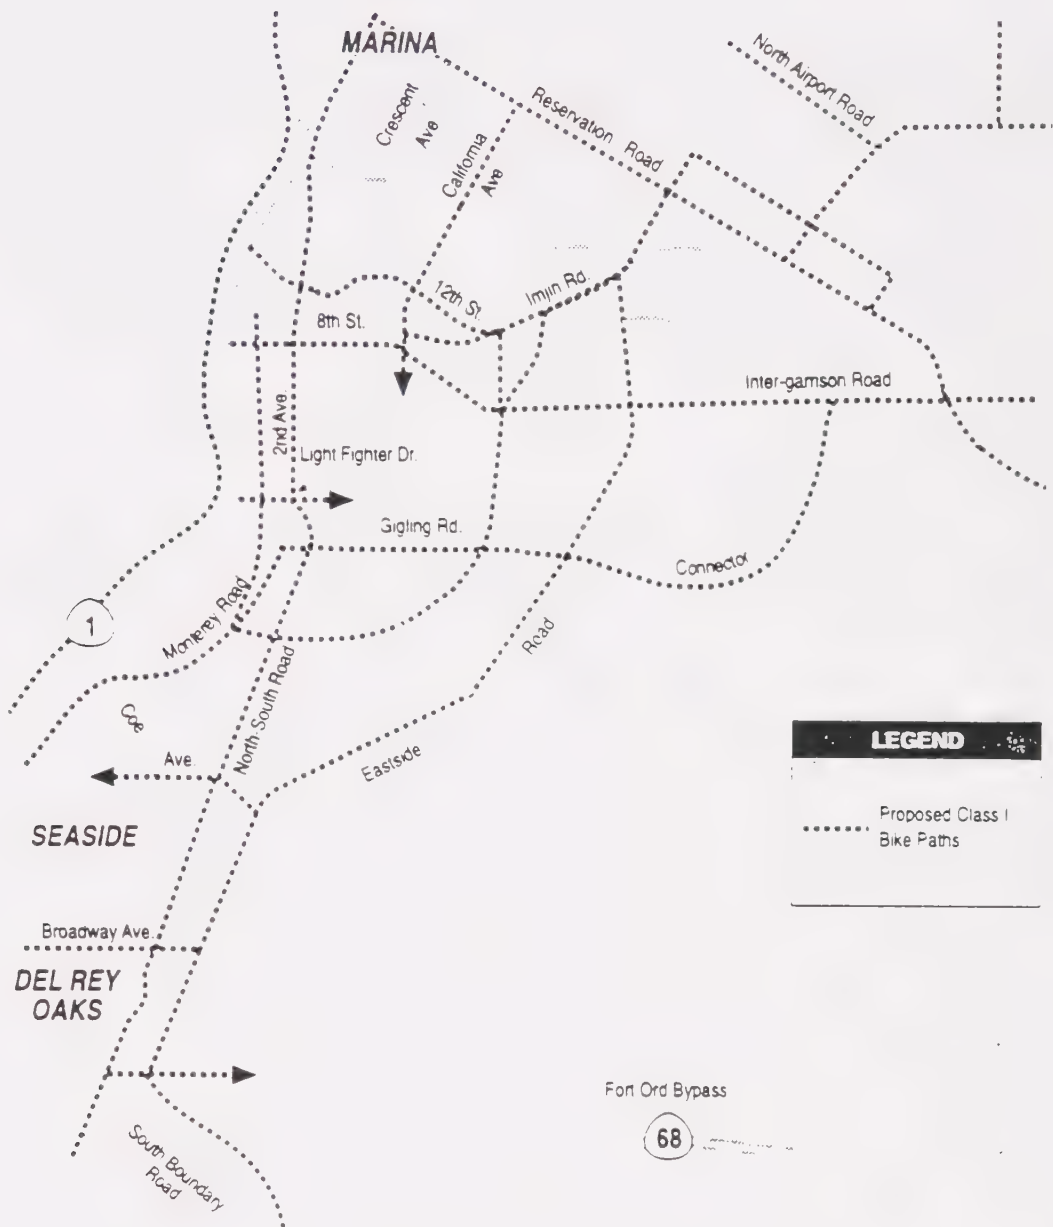 MARINA
North Airport Road
Crescent
Ave
Reservation Road
California
Ave
12th St.
Imjin Rd.
8th St.
Inter-garrison Road
2nd Ave.
Light Fighter Dr.
Gigling Rd.
Connector
1
Monterey Road
Road
North-South Road
Coe
Ave.
Eastside
LEGEND
Proposed Class I
Bike Paths
SEASIDE
Broadway Ave.
DEL REY
OAKS
Fort Ord Bypass
68
South Boundary
Road